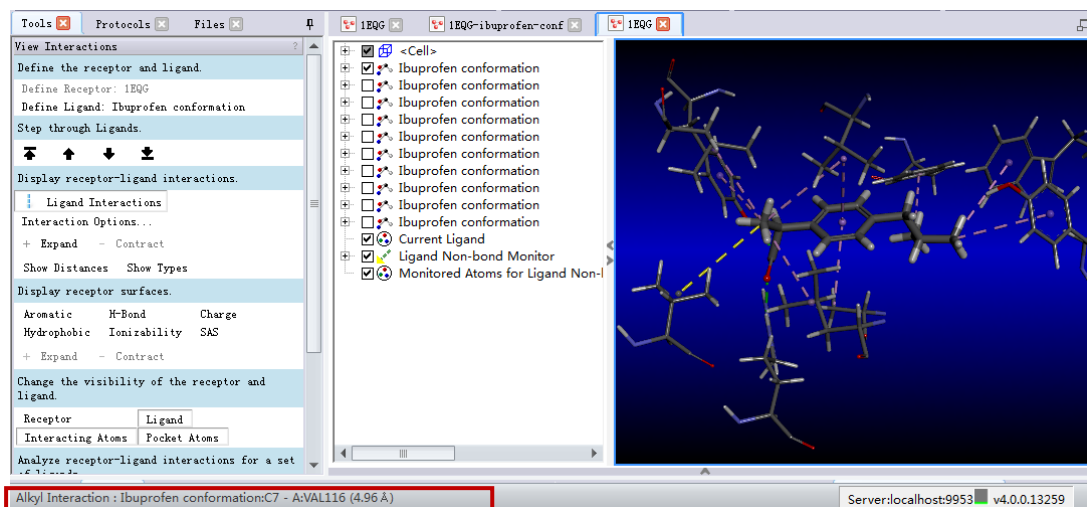 Tools Protocols Files
View Interactions ?
Define the receptor and ligand.
Define Receptor: 1EQG
Define Ligand: Ibuprofen conformation
Step through Ligands.
Display receptor-ligand interactions.
Ligand Interactions
Interaction Options...
+ Expand - Contract
Show Distances Show Types
Display receptor surfaces.
Aromatic H-Bond Charge
Hydrophobic Ionizability SAS
+ Expand - Contract
Change the visibility of the receptor and
ligand.
Receptor Ligand
Interacting Atoms Pocket Atoms
Analyze receptor-ligand interactions for a set
1EQG 1EQG-ibuprofen-conf 1EQG
<Cell>
Ibuprofen conformation
Ibuprofen conformation
Ibuprofen conformation
Ibuprofen conformation
Ibuprofen conformation
Ibuprofen conformation
Ibuprofen conformation
Ibuprofen conformation
Ibuprofen conformation
Ibuprofen conformation
Current Ligand
Ligand Non-bond Monitor
Monitored Atoms for Ligand Non-l
Alkyl Interaction : Ibuprofen conformation:C7 - A:VAL116 (4.96 Å)
Server:localhost:9953 v4.0.0.13259